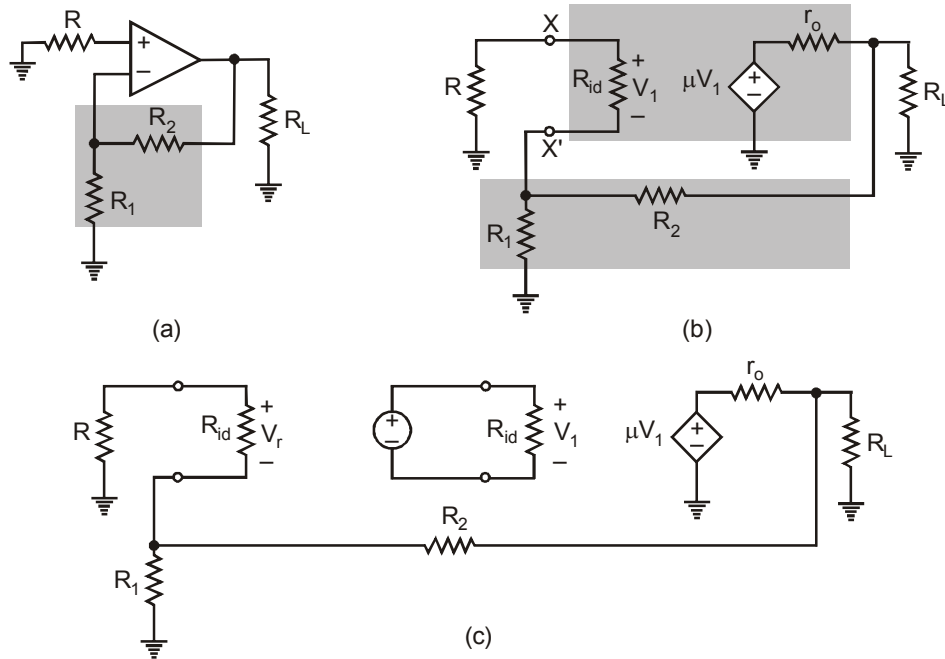 R
+
−
R2
RL
R1
(a)
X
R
Rid
+
V1
−
X'
μV1
+
−
ro
RL
R1
R2
(b)
R
Rid
+
Vr
−
+
−
Rid
+
V1
−
μV1
+
−
ro
RL
R2
R1
(c)